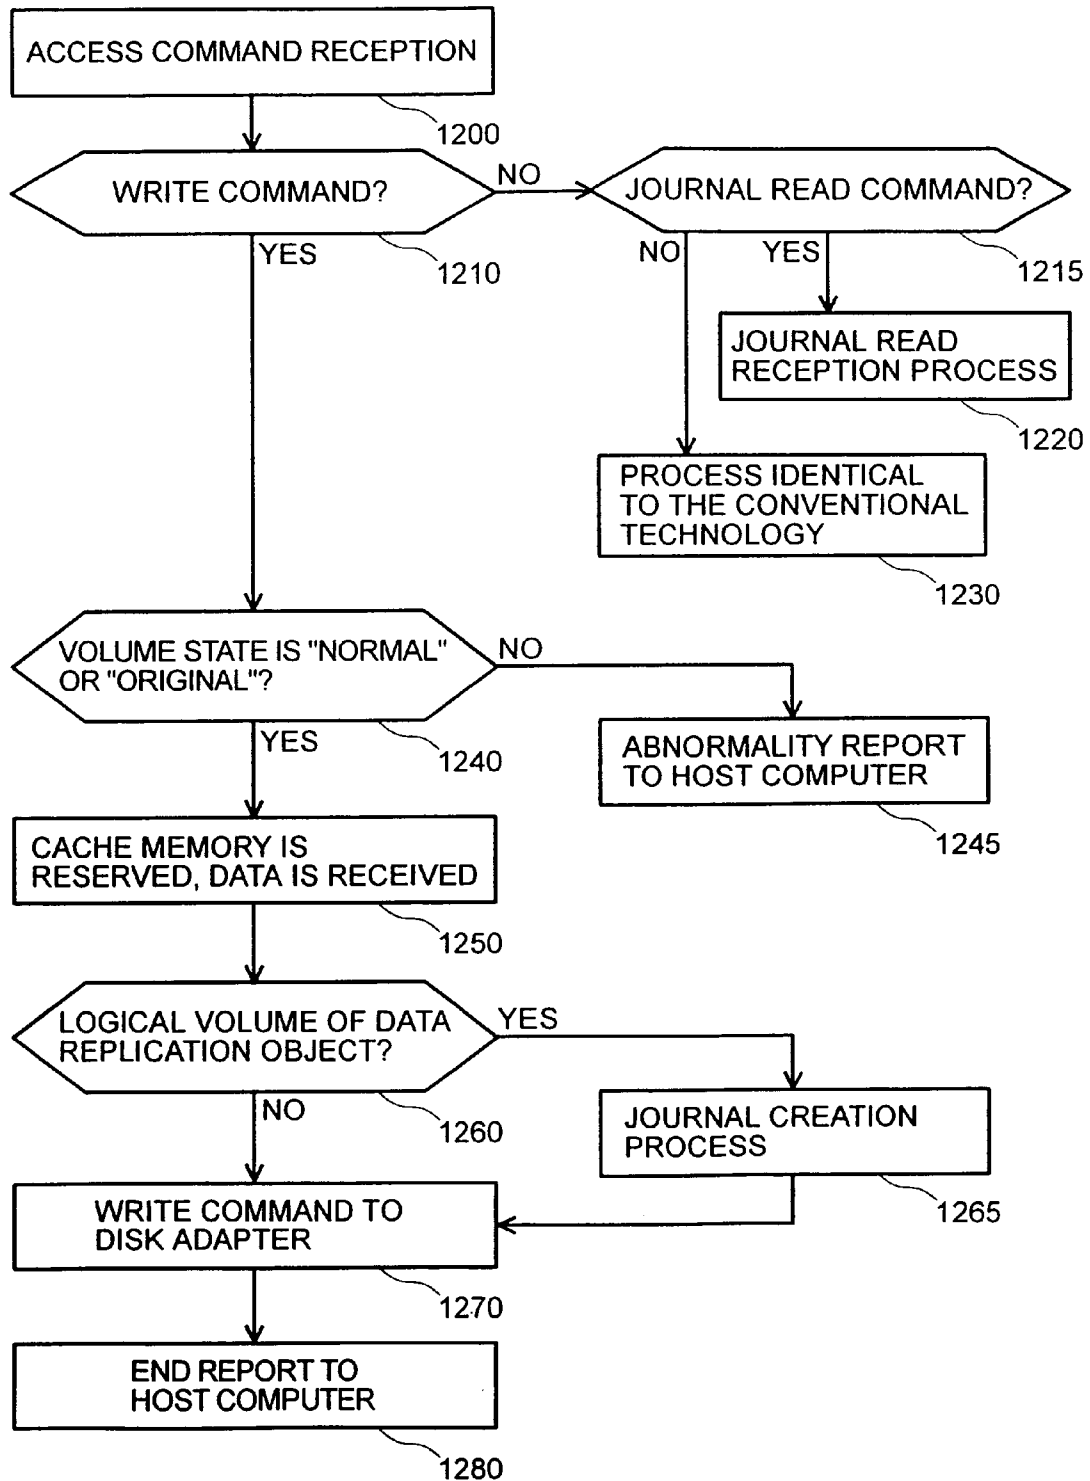 ACCESS COMMAND RECEPTION
1200
WRITE COMMAND?
NO
JOURNAL READ COMMAND?
YES
1210
NO
YES
1215
JOURNAL READ
RECEPTION PROCESS
1220
PROCESS IDENTICAL
TO THE CONVENTIONAL
TECHNOLOGY
1230
VOLUME STATE IS "NORMAL"
OR "ORIGINAL"?
NO
YES
1240
ABNORMALITY REPORT
TO HOST COMPUTER
1245
CACHE MEMORY IS
RESERVED, DATA IS RECEIVED
1250
LOGICAL VOLUME OF DATA
REPLICATION OBJECT?
YES
NO
1260
JOURNAL CREATION
PROCESS
1265
WRITE COMMAND TO
DISK ADAPTER
1270
END REPORT TO
HOST COMPUTER
1280